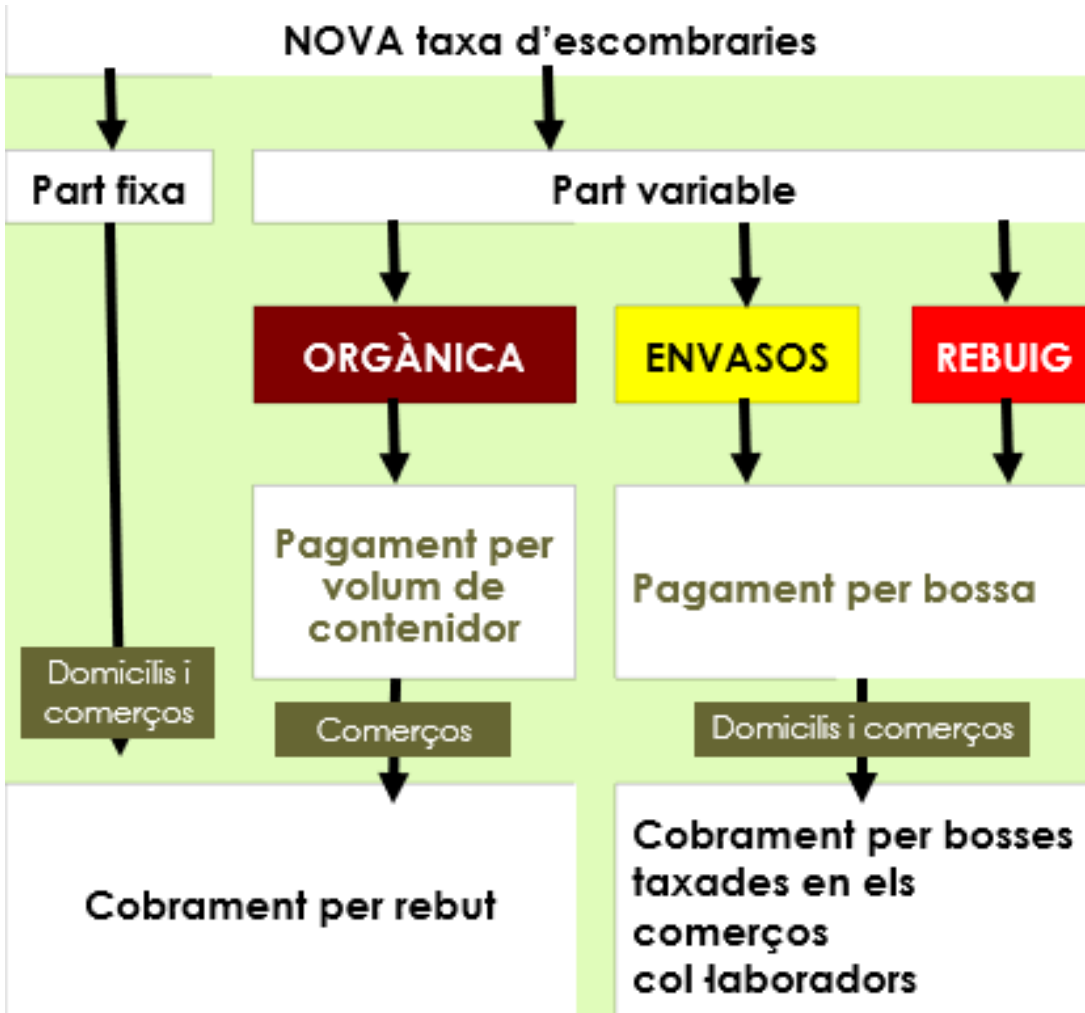 NOVA taxa d'escombraries
Part fixa
Part variable
ORGÀNICA
ENVASOS
REBUIG
Pagament per
volum de
contenidor
Pagament per bossa
Domicilis i
comerços
Comerços
Domicilis i comerços
Cobrament per rebut
Cobrament per bosses
taxades en els
comerços
col·laboradors